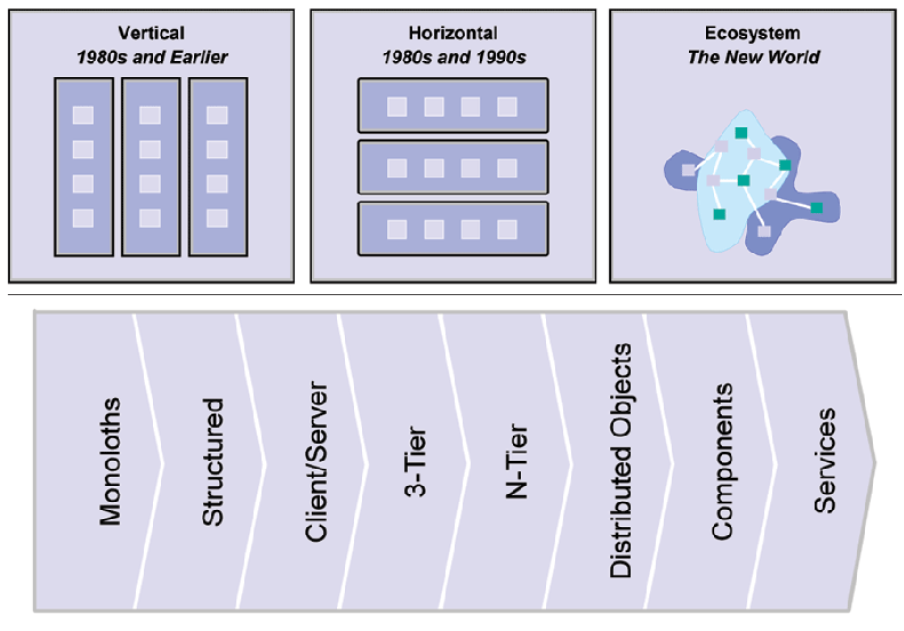 Vertical
1980s and Earlier
Horizontal
1980s and 1990s
Ecosystem
The New World
Monoloths
Structured
Client/Server
3-Tier
N-Tier
Distributed Objects
Components
Services